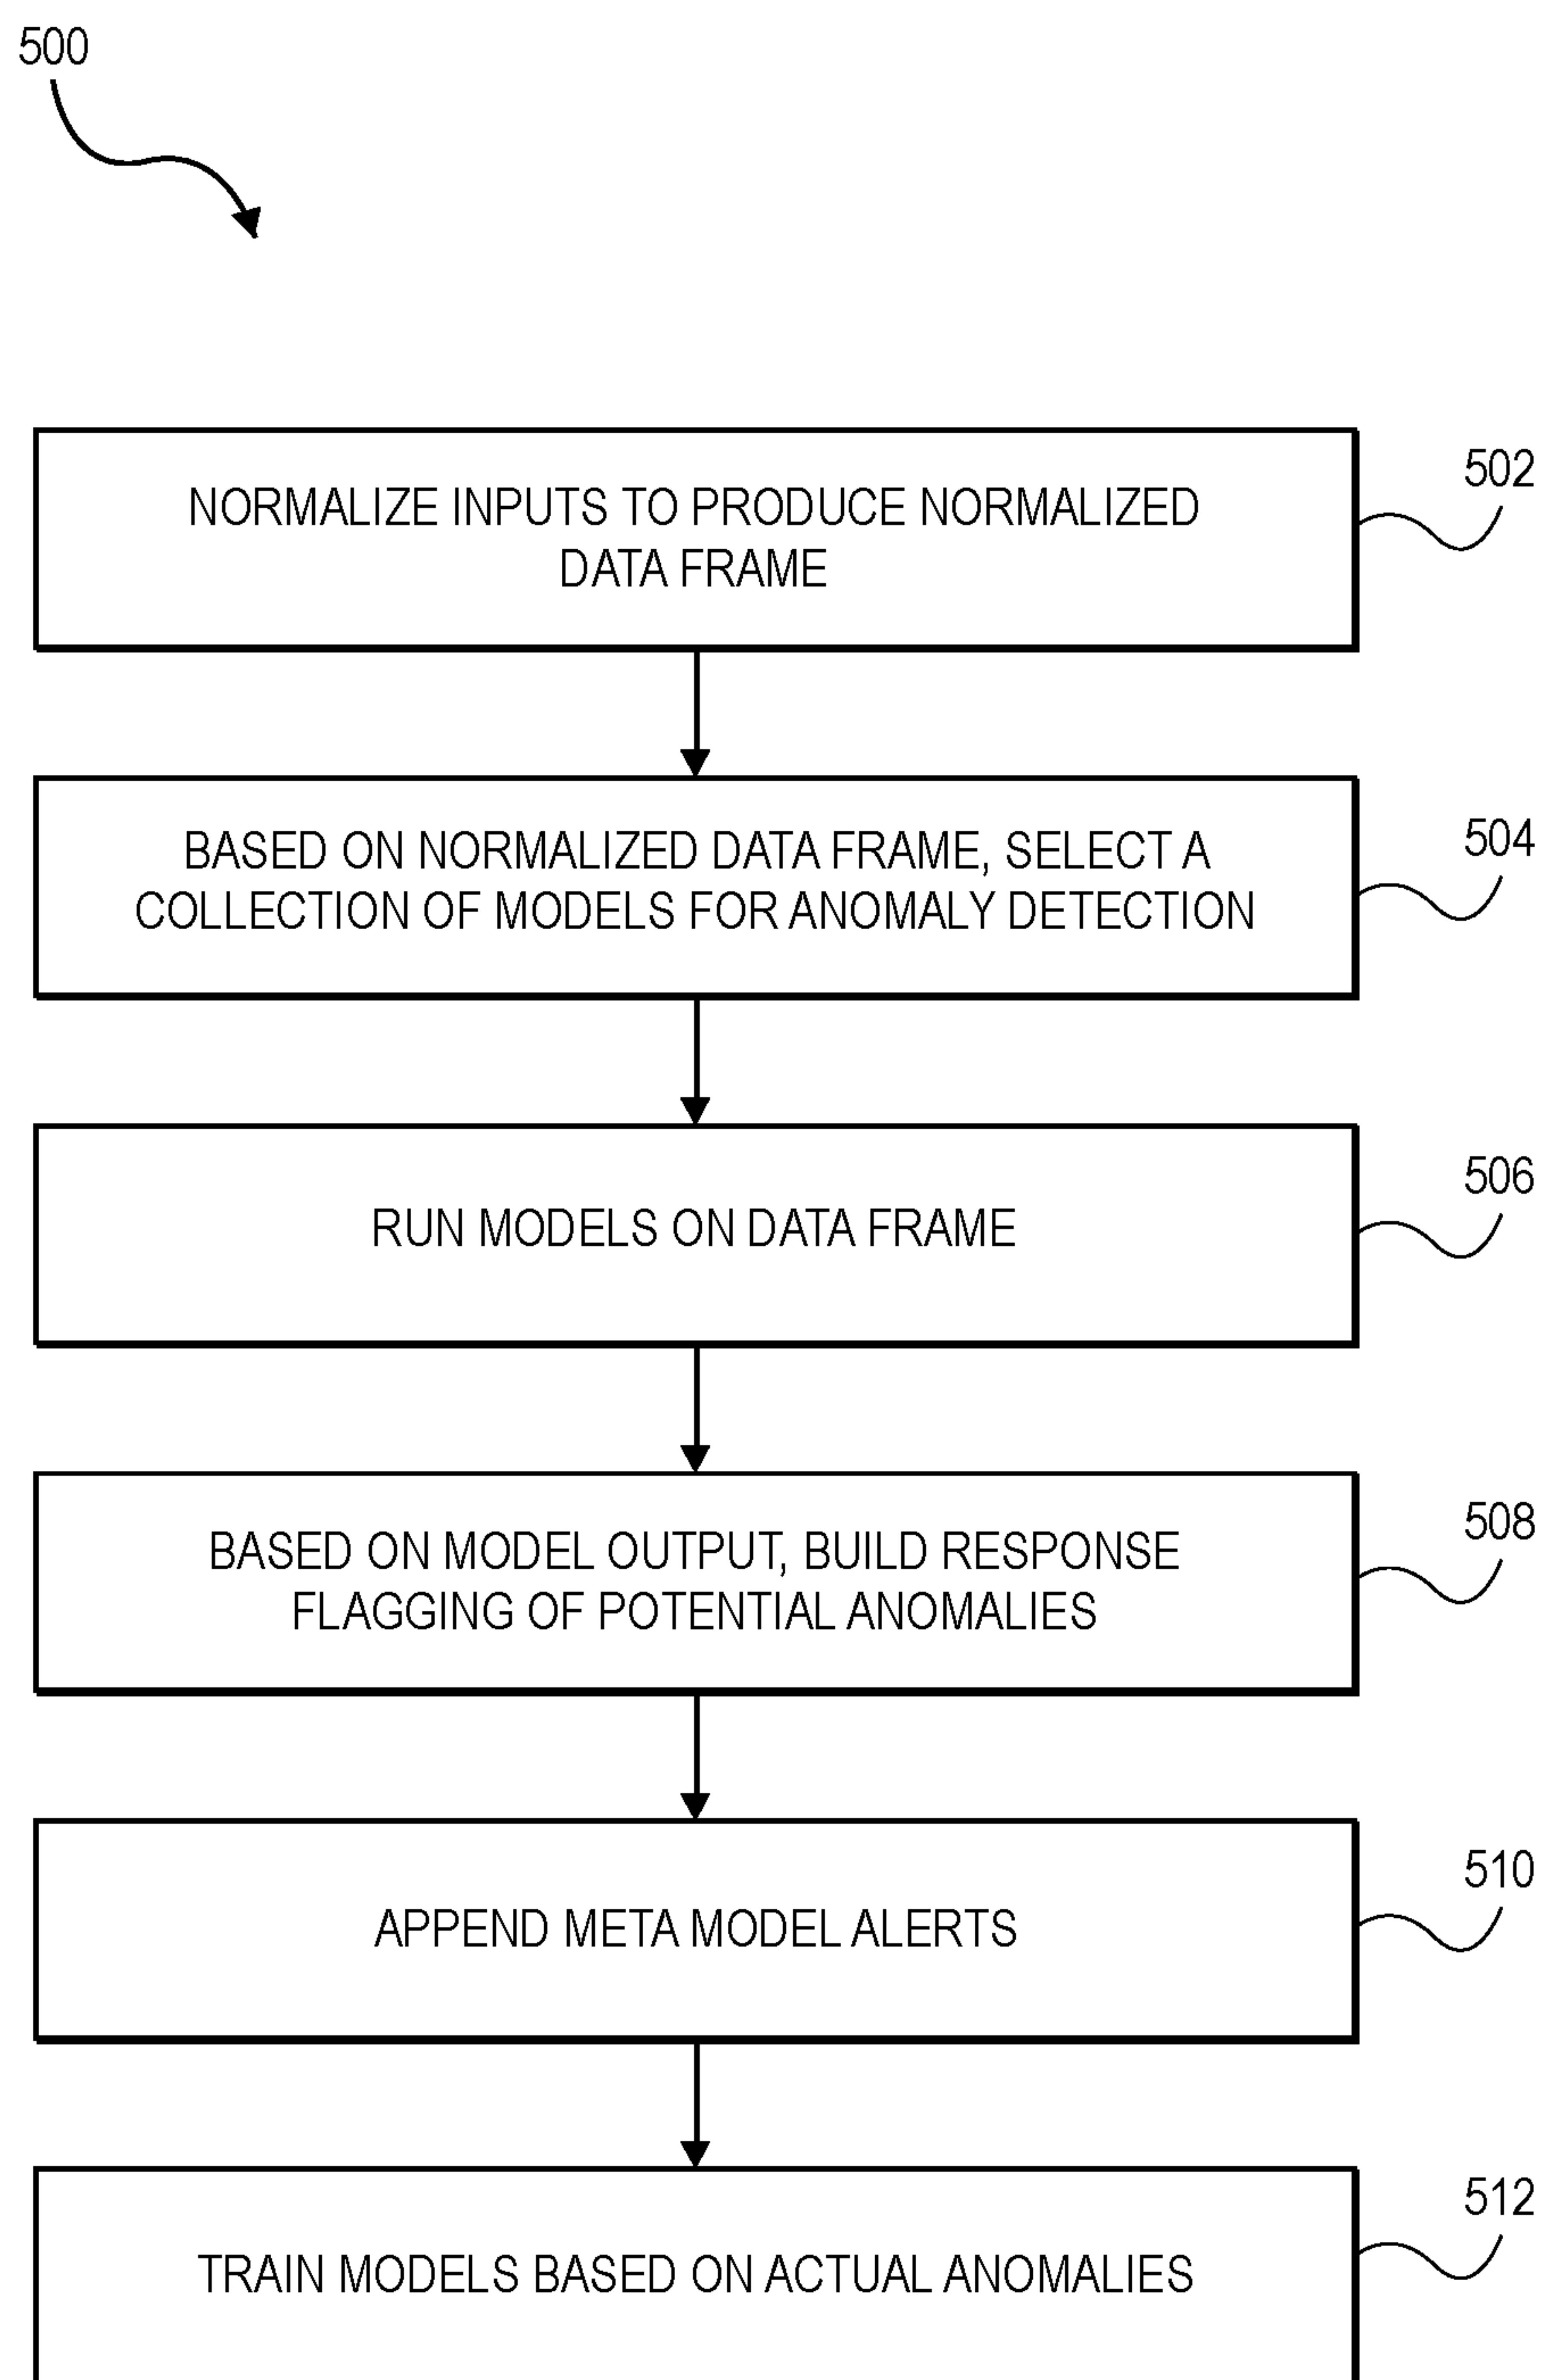 500
NORMALIZE INPUTS TO PRODUCE NORMALIZED
DATA FRAME
502
BASED ON NORMALIZED DATA FRAME, SELECT A
COLLECTION OF MODELS FOR ANOMALY DETECTION
504
RUN MODELS ON DATA FRAME
506
BASED ON MODEL OUTPUT, BUILD RESPONSE
FLAGGING OF POTENTIAL ANOMALIES
508
APPEND META MODEL ALERTS
510
TRAIN MODELS BASED ON ACTUAL ANOMALIES
512